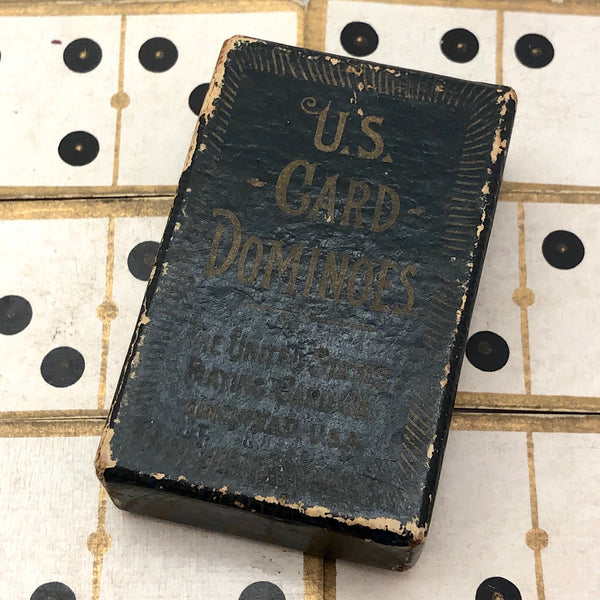 U.S.
CARD
DOMINOES
THE UNITED STATES
PLAYING CARD CO.
CINCINNATI, U.S.A.